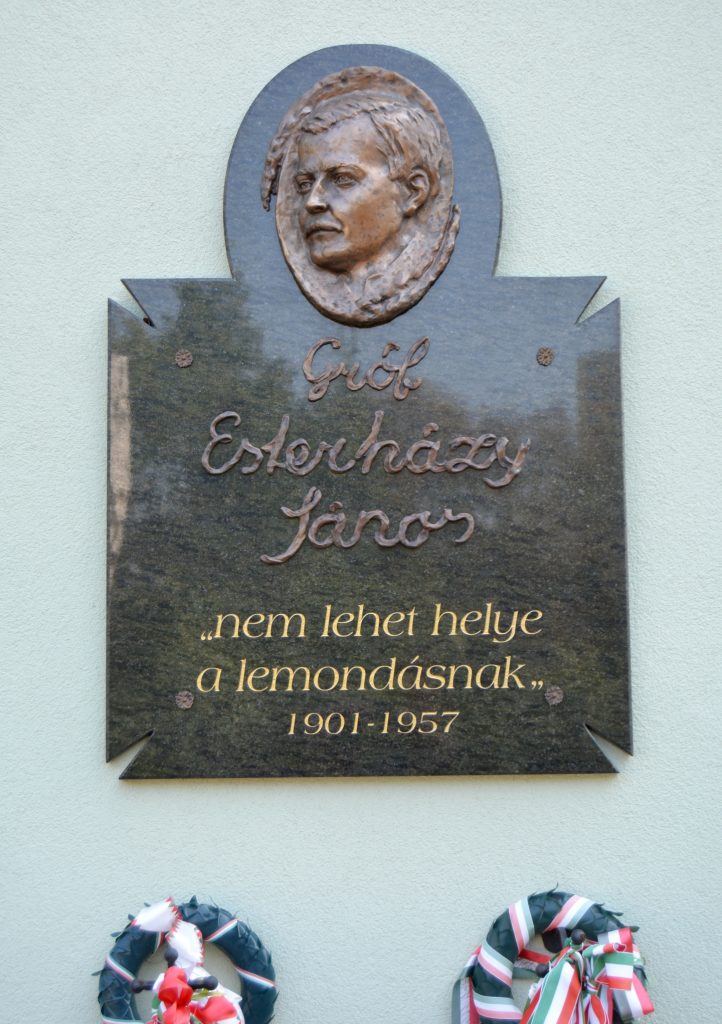 Gróf
Esterházy
János
„nem lehet helye
a lemondásnak„
1901-1957